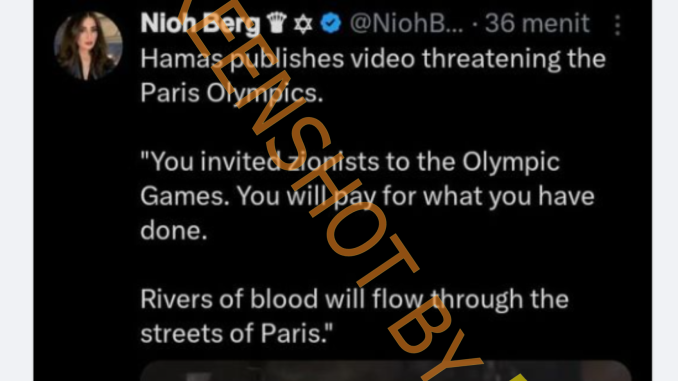 Nioh Berg ♛ ✡ @NiohB... · 36 menit
Hamas publishes video threatening the
Paris Olympics.
"You invited zionists to the Olympic
Games. You will pay for what you have
done.
Rivers of blood will flow through the
streets of Paris."
EENSHOT BY